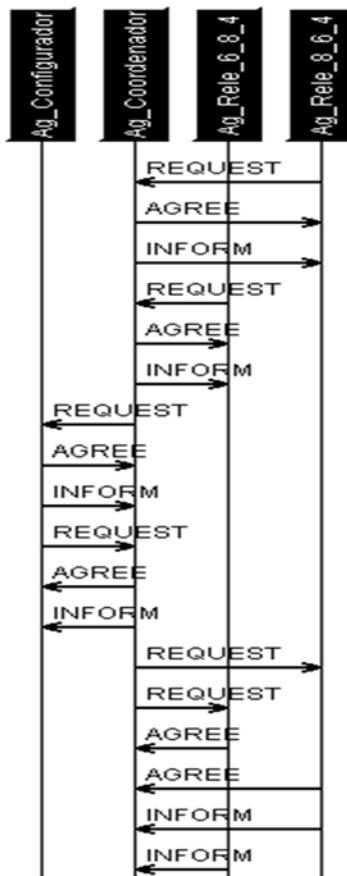 Ag_Configurador
Ag_Coordenador
Ag_Rele_6_8_4
Ag_Rele_8_6_4
REQUEST
AGREE
INFORM
REQUEST
AGREE
INFORM
REQUEST
AGREE
INFORM
REQUEST
AGREE
INFORM
REQUEST
REQUEST
AGREE
AGREE
INFORM
INFORM